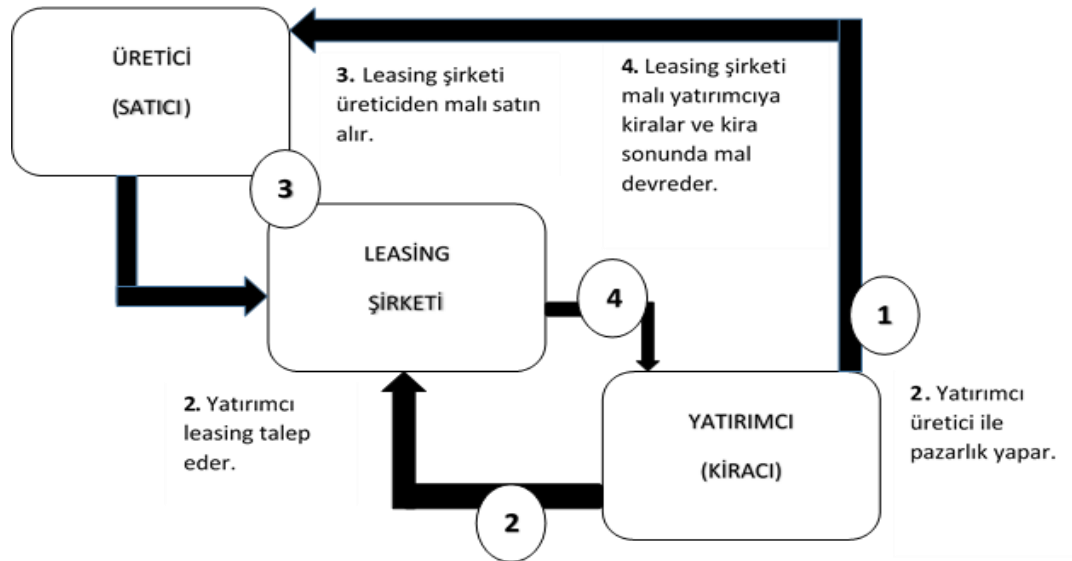 ÜRETİCİ
(SATICI)
3. Leasing şirketi
üreticiden malı satın
alır.
4. Leasing şirketi
malı yatırımcıya
kiralar ve kira
sonunda mal
devreder.
3
LEASİNG
ŞİRKETİ
4
1
2. Yatırımcı
leasing talep
eder.
YATIRIMCI
(KİRACI)
2. Yatırımcı
üretici ile
pazarlık yapar.
2